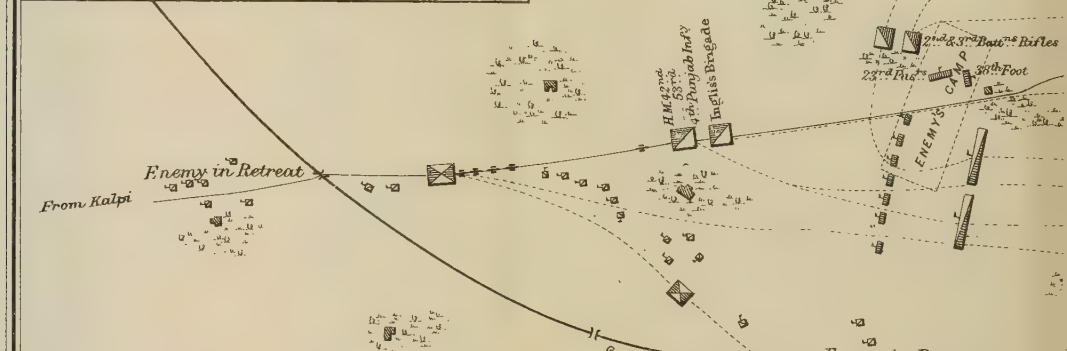 2nd & 3rd Battns Rifles
23rd Fusrs
38th Foot
ENEMY'S CAMP
H.M. 42nd
53rd
4th Punjab Infy
Inglis's Brigade
Enemy in Retreat
From Kalpi